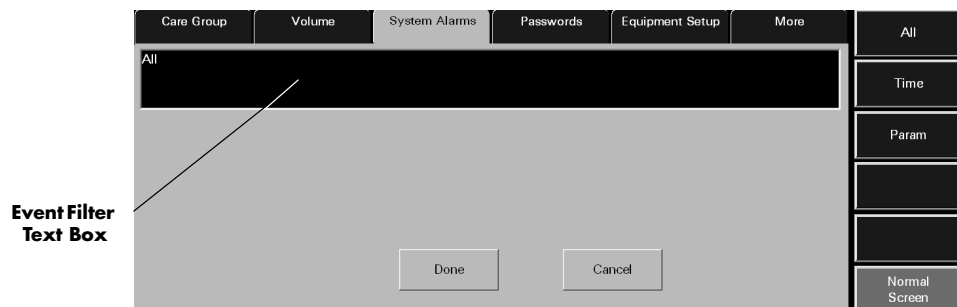 Care Group
Volume
System Alarms
Passwords
Equipment Setup
More
All
All
Time
Param
Event Filter
Text Box
Done
Cancel
Normal
Screen